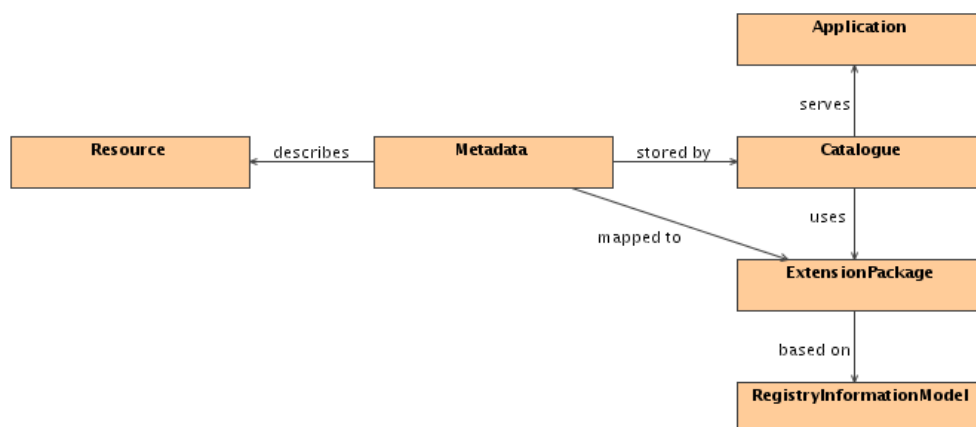 Application
serves
Resource
describes
Metadata
stored by
Catalogue
uses
mapped to
ExtensionPackage
based on
RegistryInformationModel